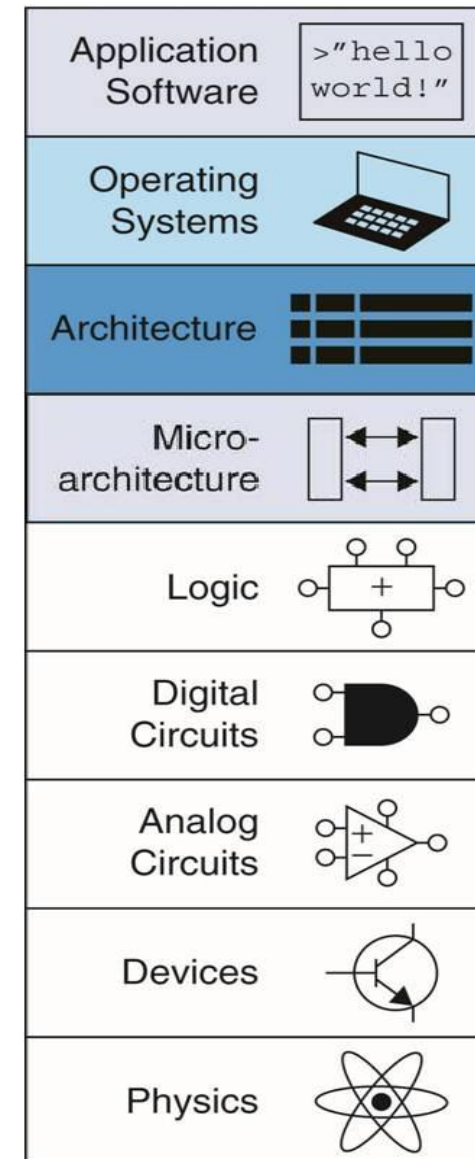 Application
Software
>"hello
world!"
Operating
Systems
Architecture
Micro-
architecture
Logic
+
Digital
Circuits
Analog
Circuits
+
−
Devices
Physics